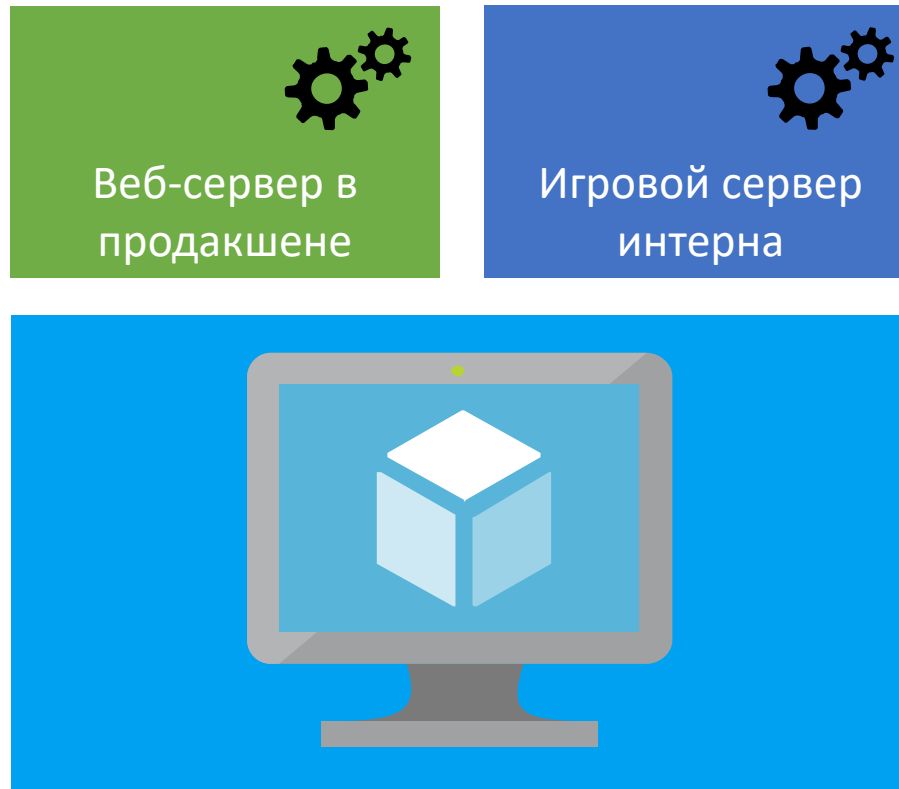 Веб-сервер в
продакшене
Игровой сервер
интерна